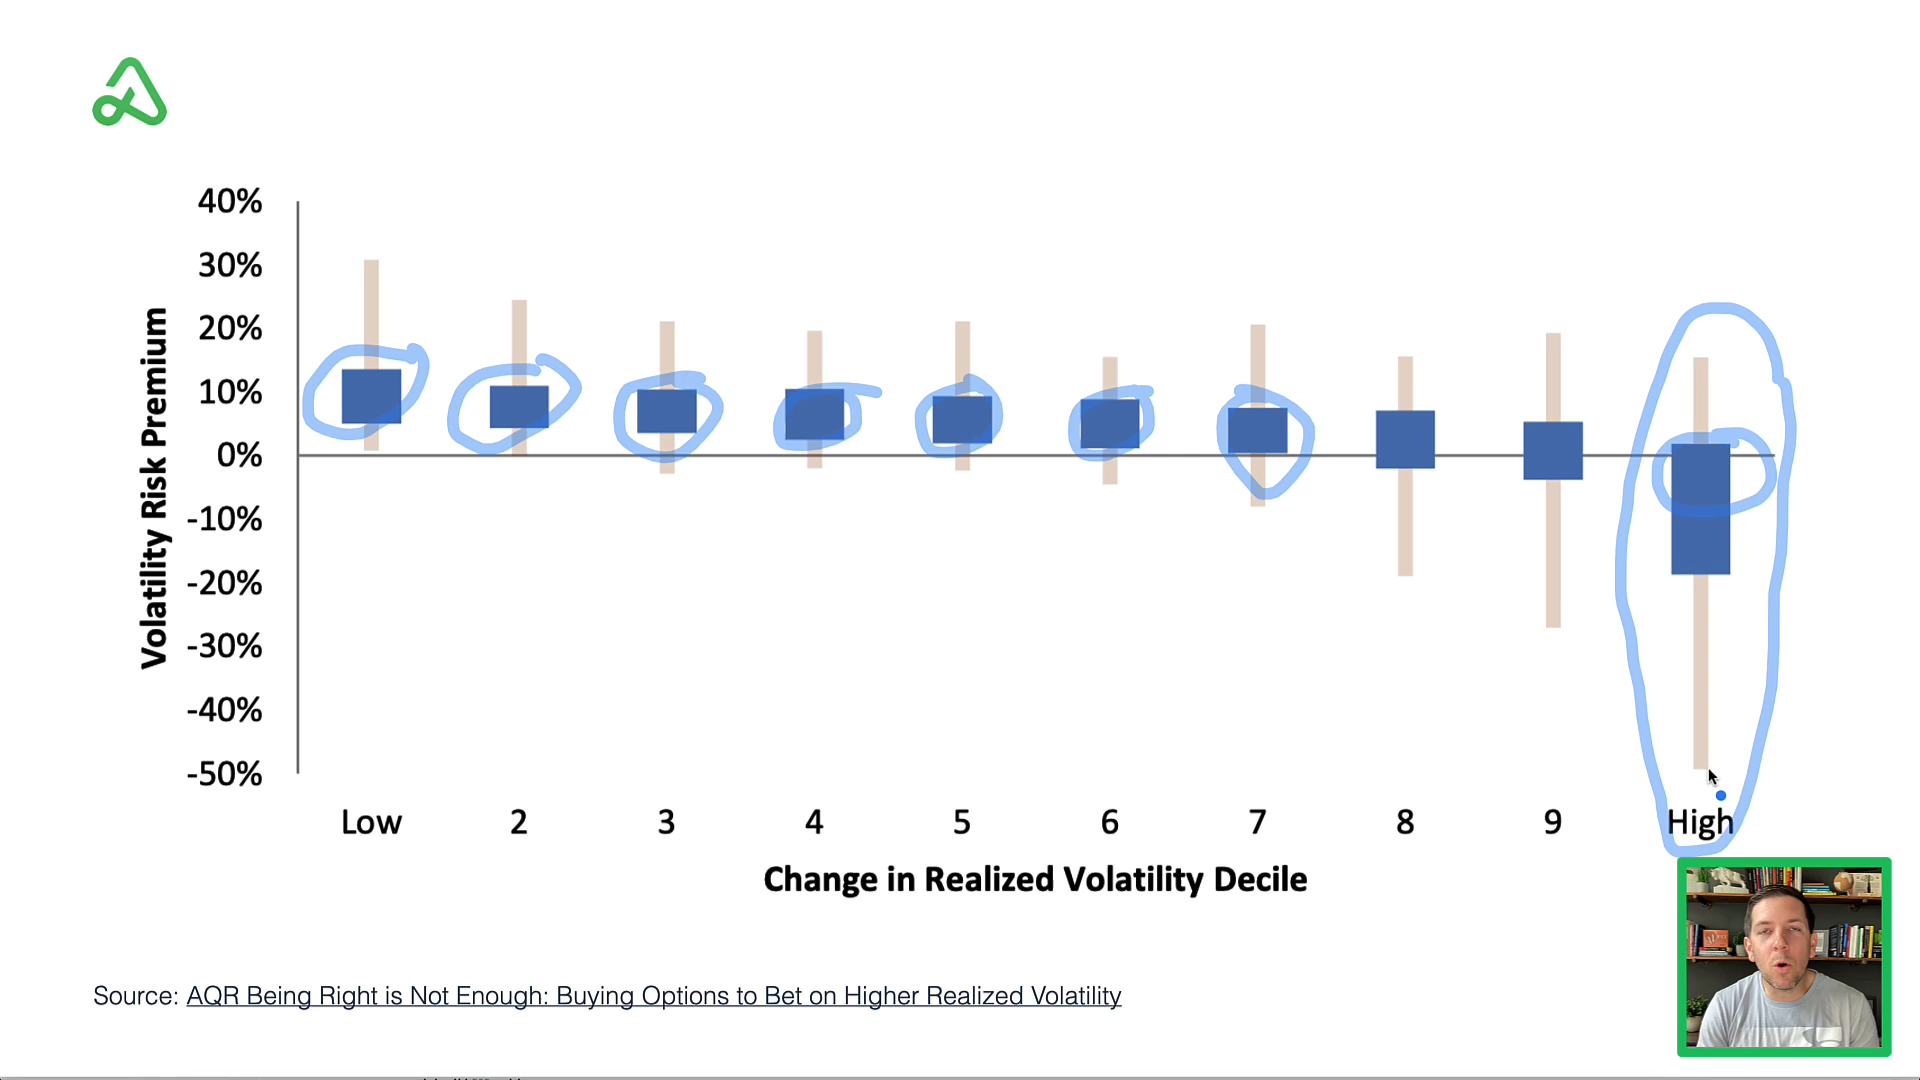 40%
30%
20%
10%
0%
-10%
-20%
-30%
-40%
-50%
Volatility Risk Premium
Low 2 3 4 5 6 7 8 9 High
Change in Realized Volatility Decile
Source: AQR Being Right is Not Enough: Buying Options to Bet on Higher Realized Volatility